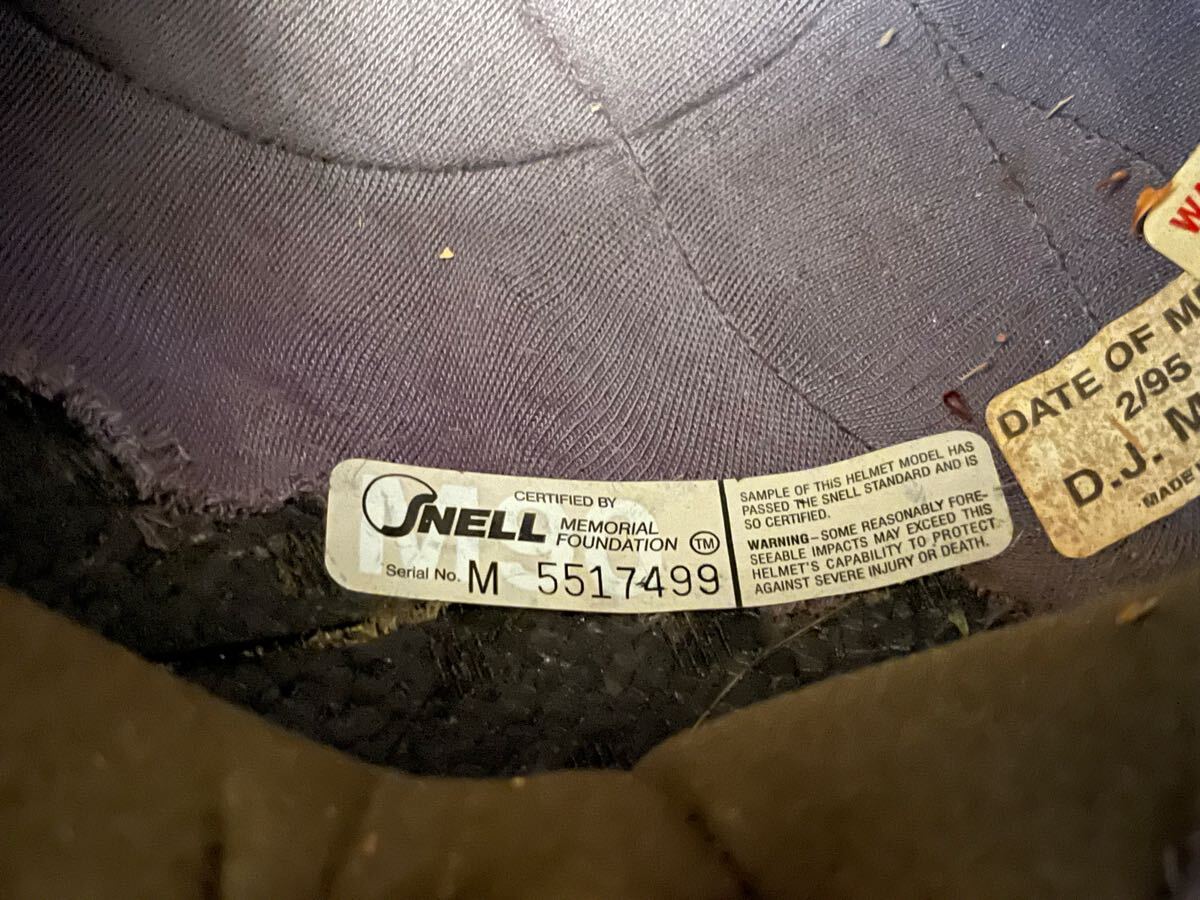 CERTIFIED BY
SNELL MEMORIAL
FOUNDATION TM
Serial No. M 5517499
SAMPLE OF THIS HELMET MODEL HAS
PASSED THE SNELL STANDARD AND IS
SO CERTIFIED.
WARNING–SOME REASONABLY FORE-
SEEABLE IMPACTS MAY EXCEED THIS
HELMET'S CAPABILITY TO PROTECT
AGAINST SEVERE INJURY OR DEATH.
DATE OF
2/95
D.J.
MADE